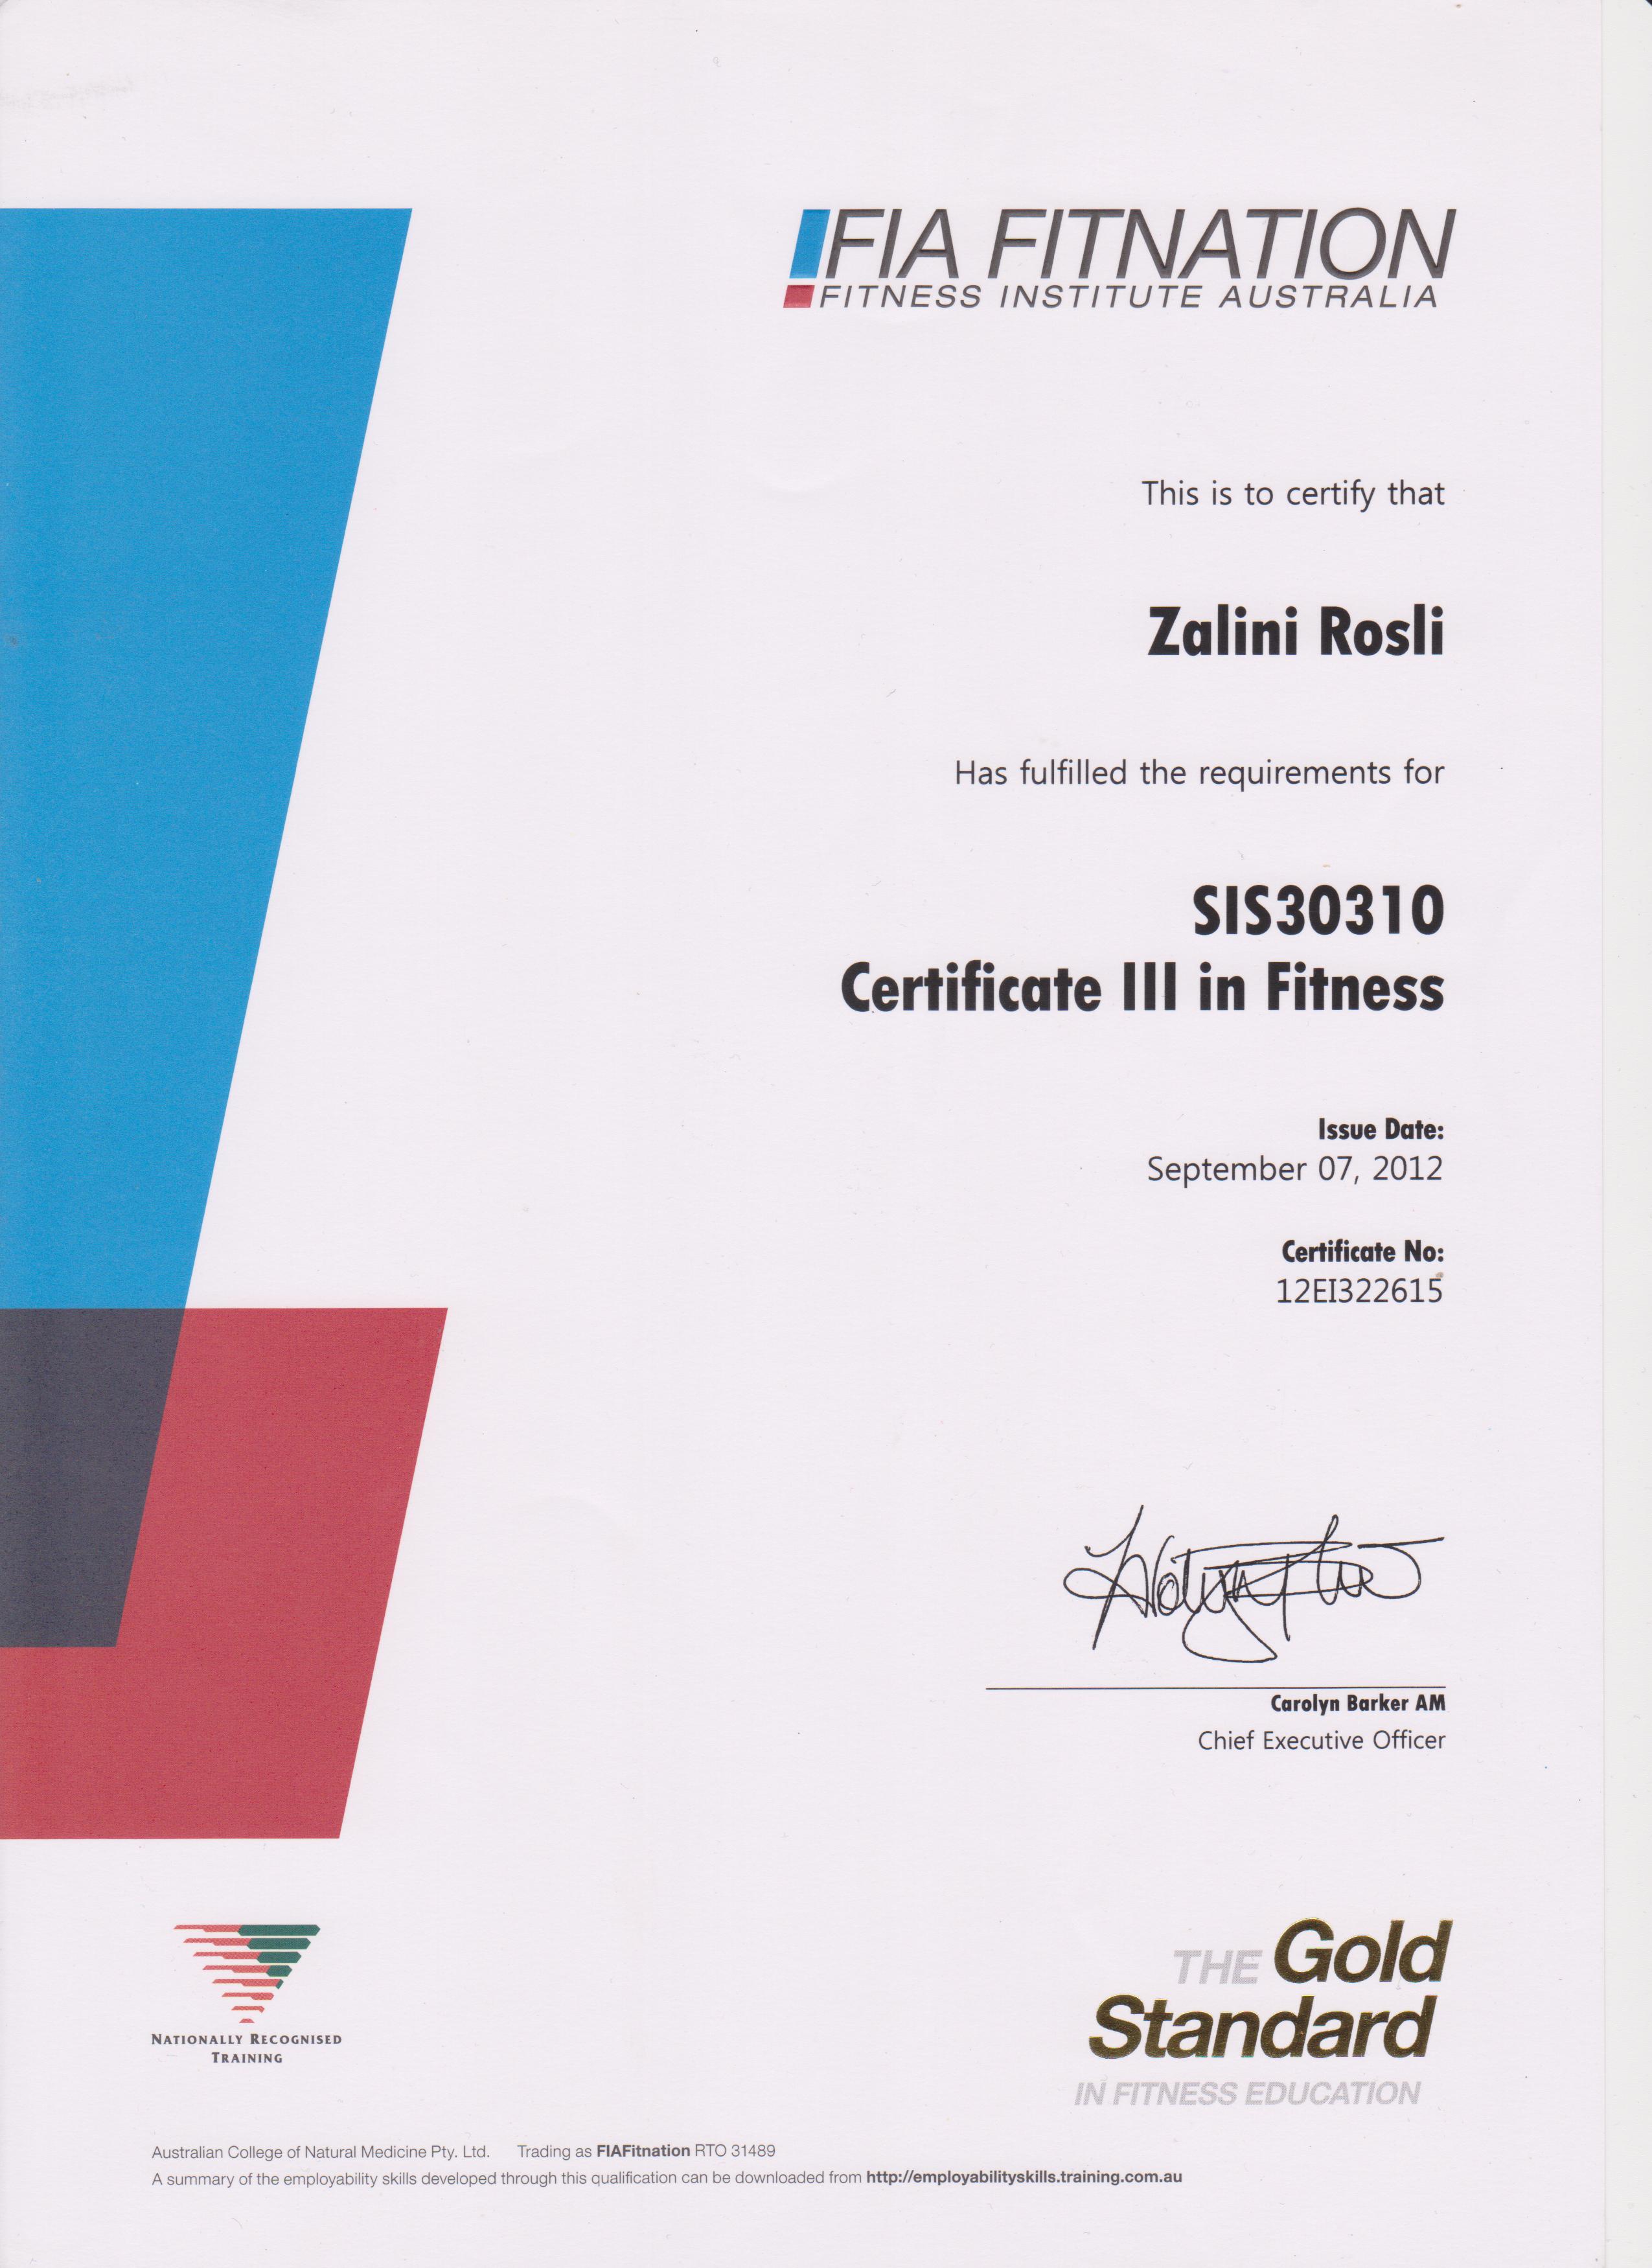 FIA FITNATION
FITNESS INSTITUTE AUSTRALIA
This is to certify that
Zalini Rosli
Has fulfilled the requirements for
SIS30310
Certificate III in Fitness
Issue Date:
September 07, 2012
Certificate No:
12EI322615
Carolyn Barker AM
Chief Executive Officer
NATIONALLY RECOGNISED
TRAINING
THE Gold
Standard
IN FITNESS EDUCATION
Australian College of Natural Medicine Pty. Ltd. Trading as FIAFitnation RTO 31489
A summary of the employability skills developed through this qualification can be downloaded from http://employabilityskills.training.com.au